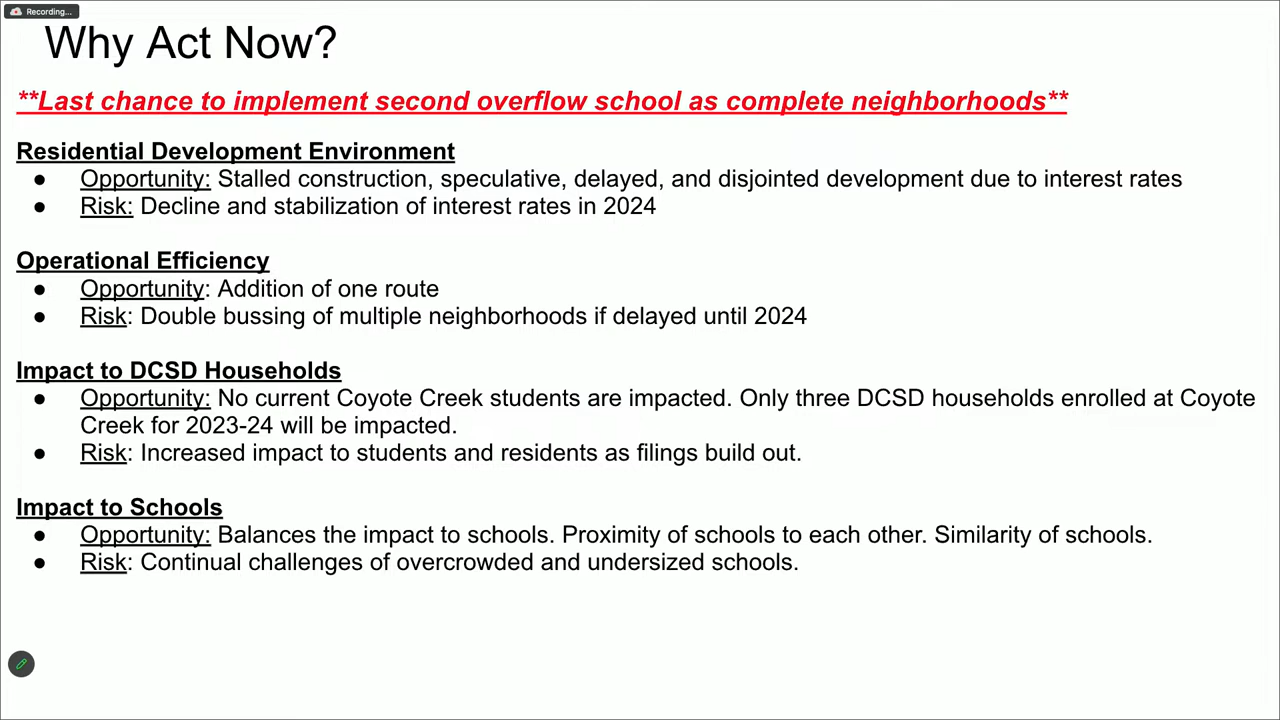 Recording...
Why Act Now?
**Last chance to implement second overflow school as complete neighborhoods**
Residential Development Environment
● Opportunity: Stalled construction, speculative, delayed, and disjointed development due to interest rates
● Risk: Decline and stabilization of interest rates in 2024
Operational Efficiency
● Opportunity: Addition of one route
● Risk: Double bussing of multiple neighborhoods if delayed until 2024
Impact to DCSD Households
● Opportunity: No current Coyote Creek students are impacted. Only three DCSD households enrolled at Coyote
Creek for 2023-24 will be impacted.
● Risk: Increased impact to students and residents as filings build out.
Impact to Schools
● Opportunity: Balances the impact to schools. Proximity of schools to each other. Similarity of schools.
● Risk: Continual challenges of overcrowded and undersized schools.